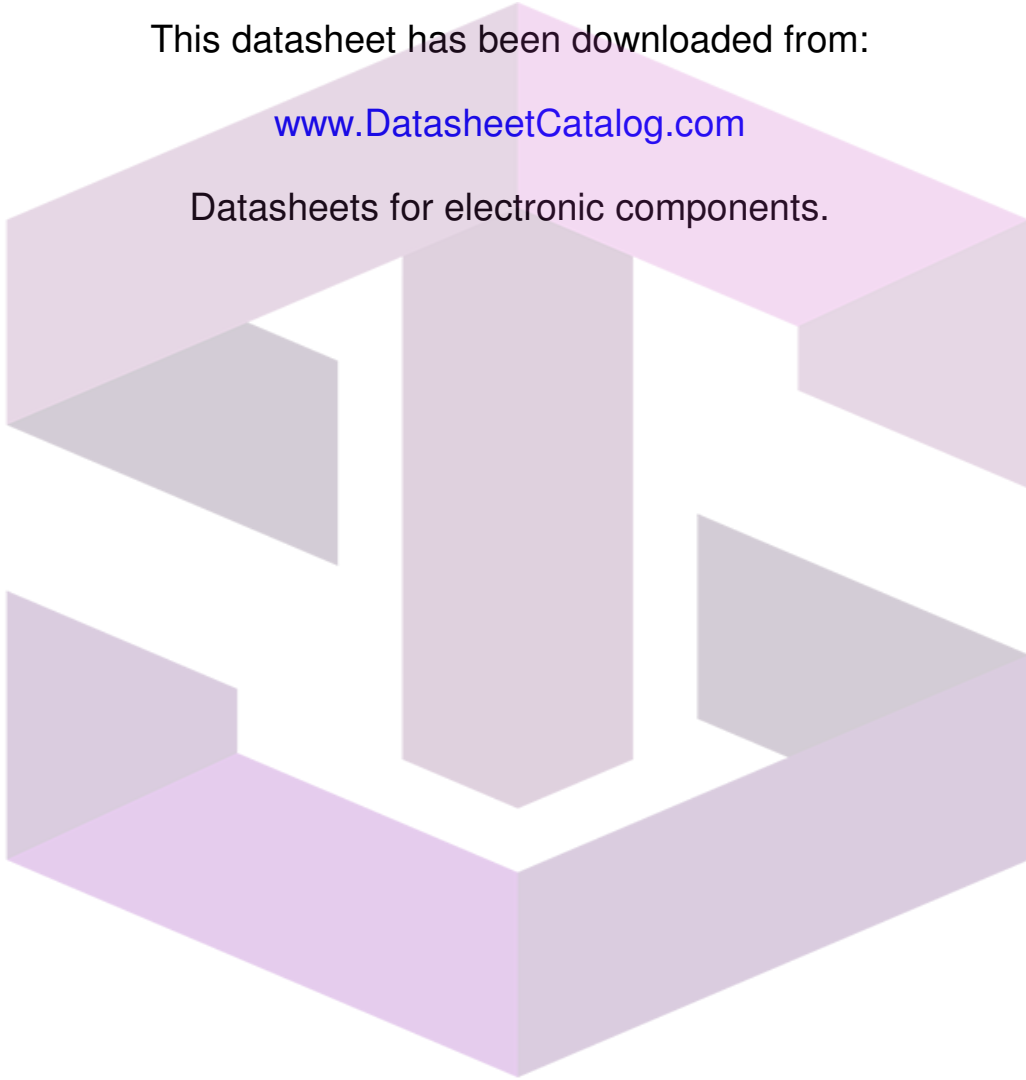 This datasheet has been downloaded from:
www.DatasheetCatalog.com
Datasheets for electronic components.